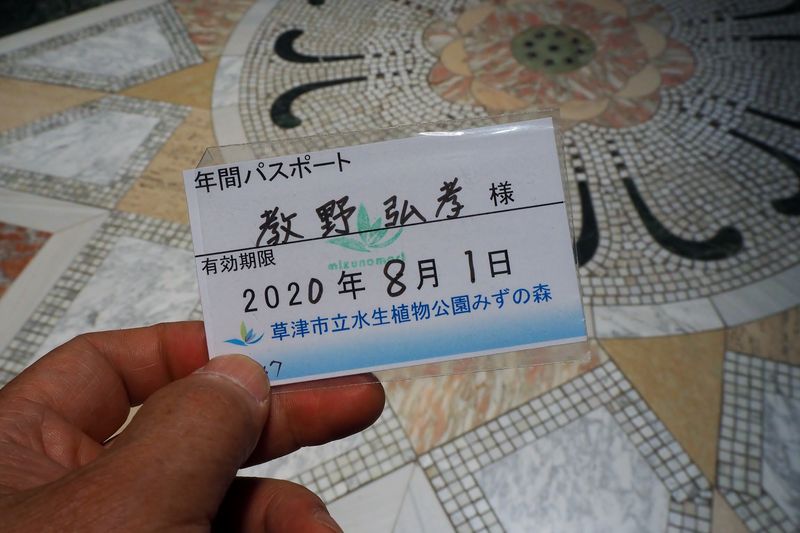 年間パスポート
教野弘孝 様
mizunomori
有効期限
2020年8月1日
草津市立水生植物公園みずの森